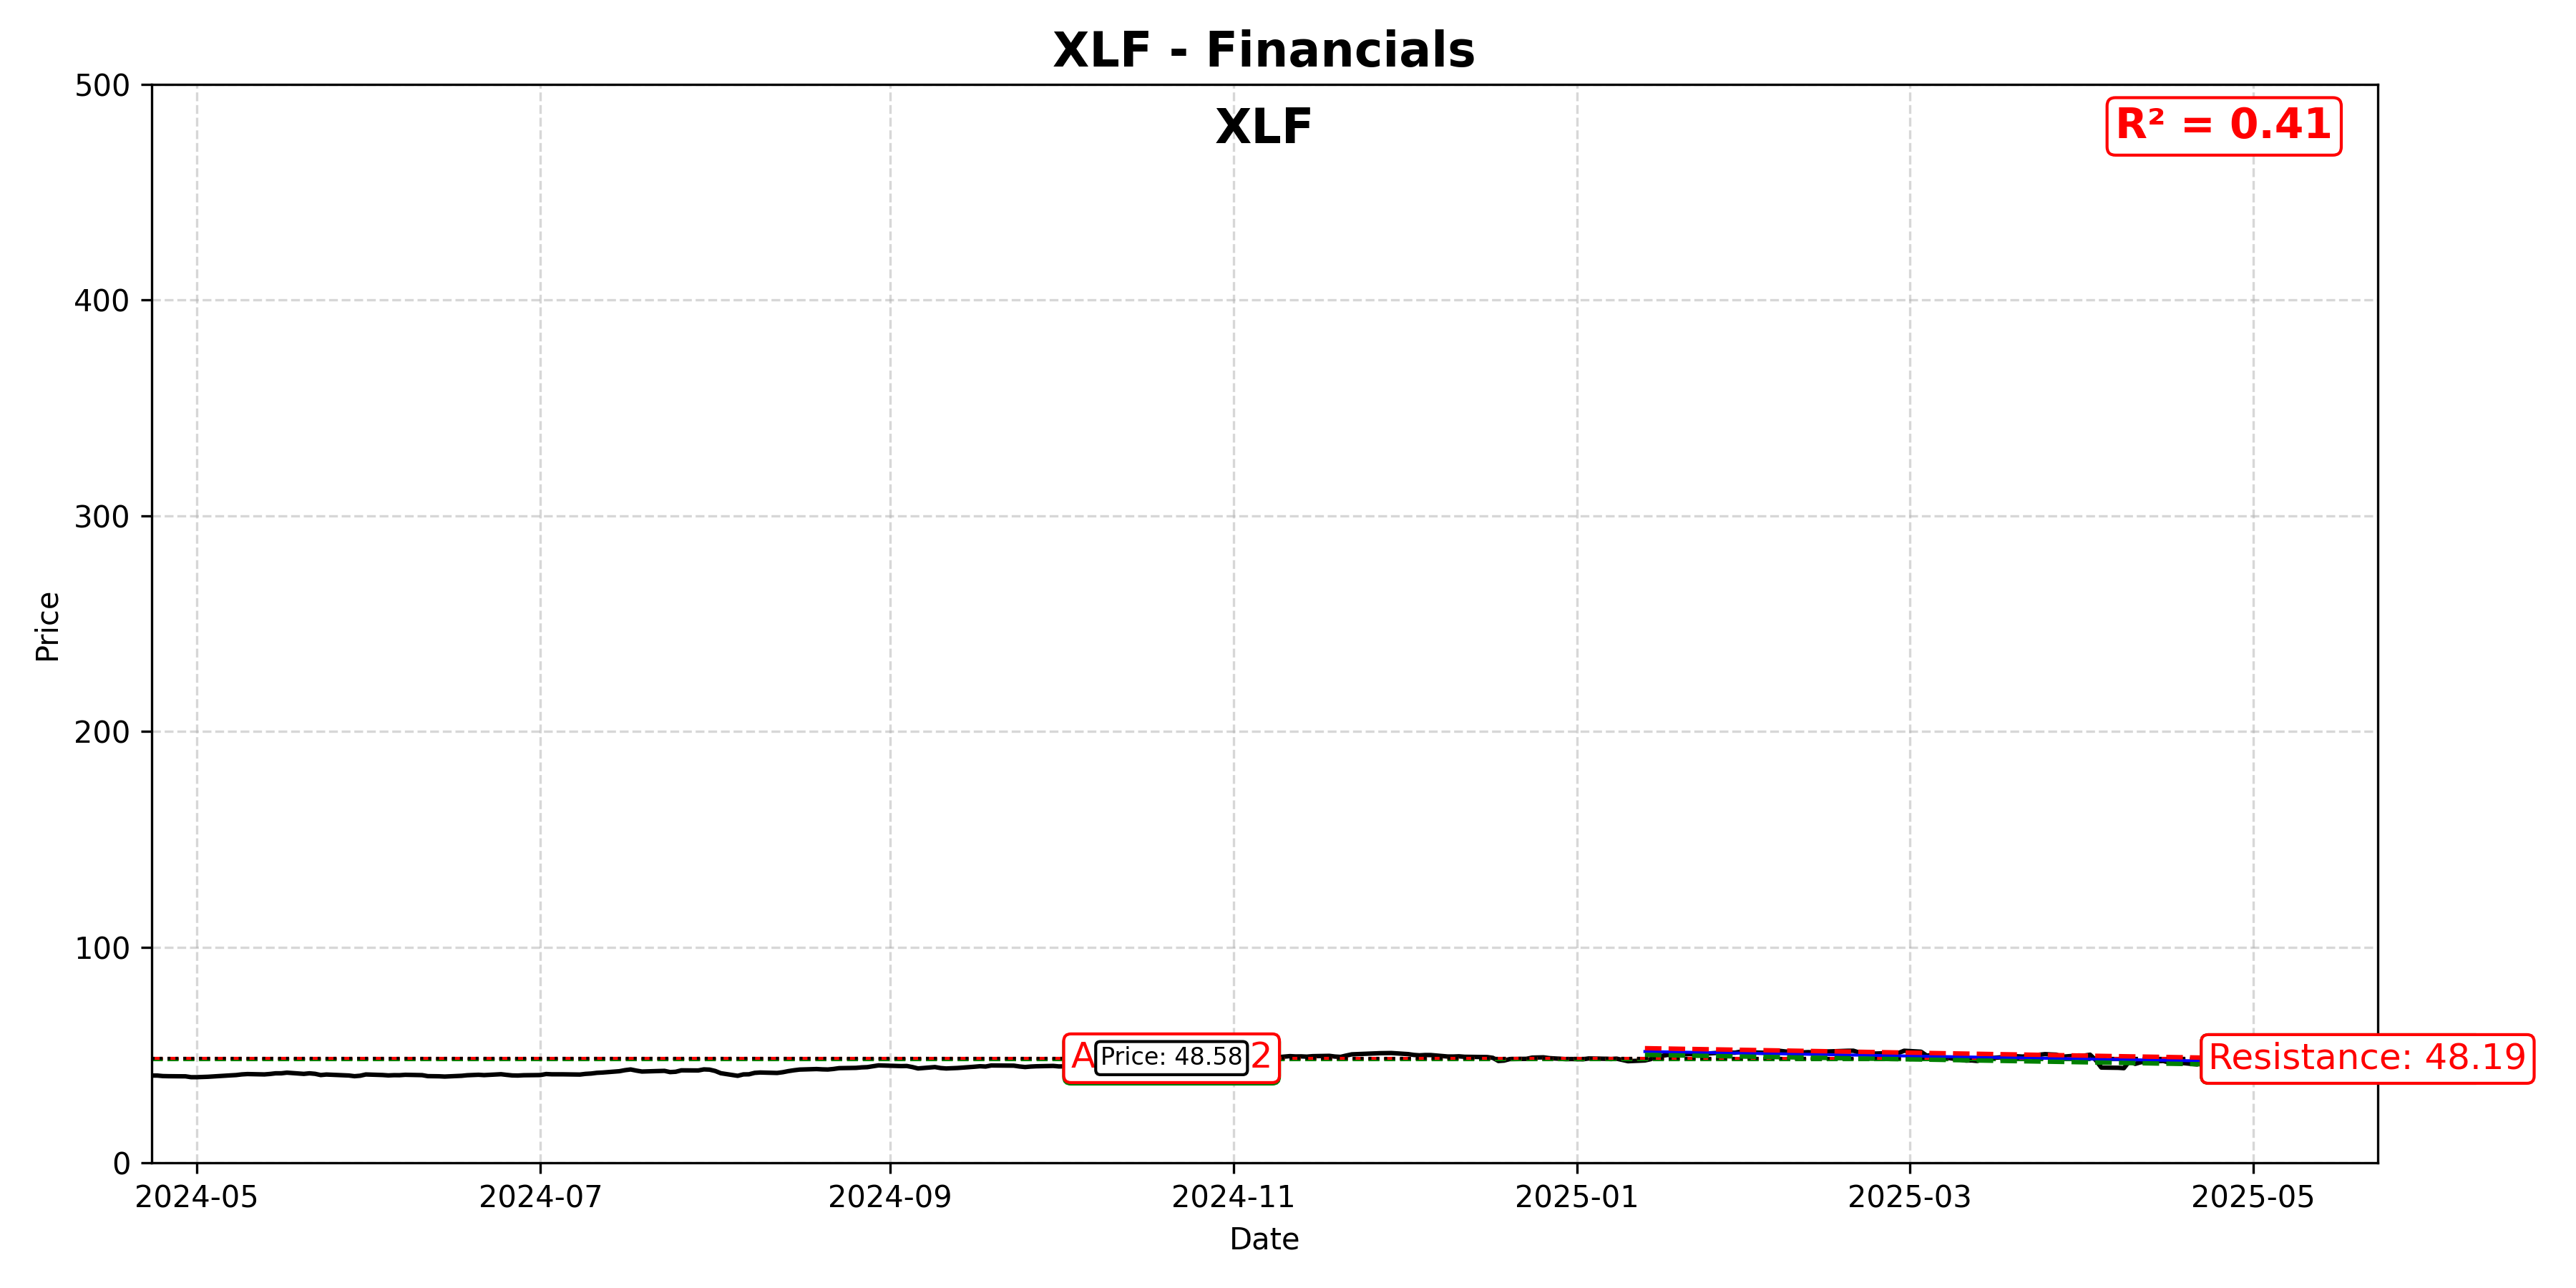 XLF - Financials
XLF
R² = 0.41
500
400
300
200
100
0
Price
A
Price: 48.58
2
Resistance: 48.19
2024-05
2024-07
2024-09
2024-11
2025-01
2025-03
2025-05
Date